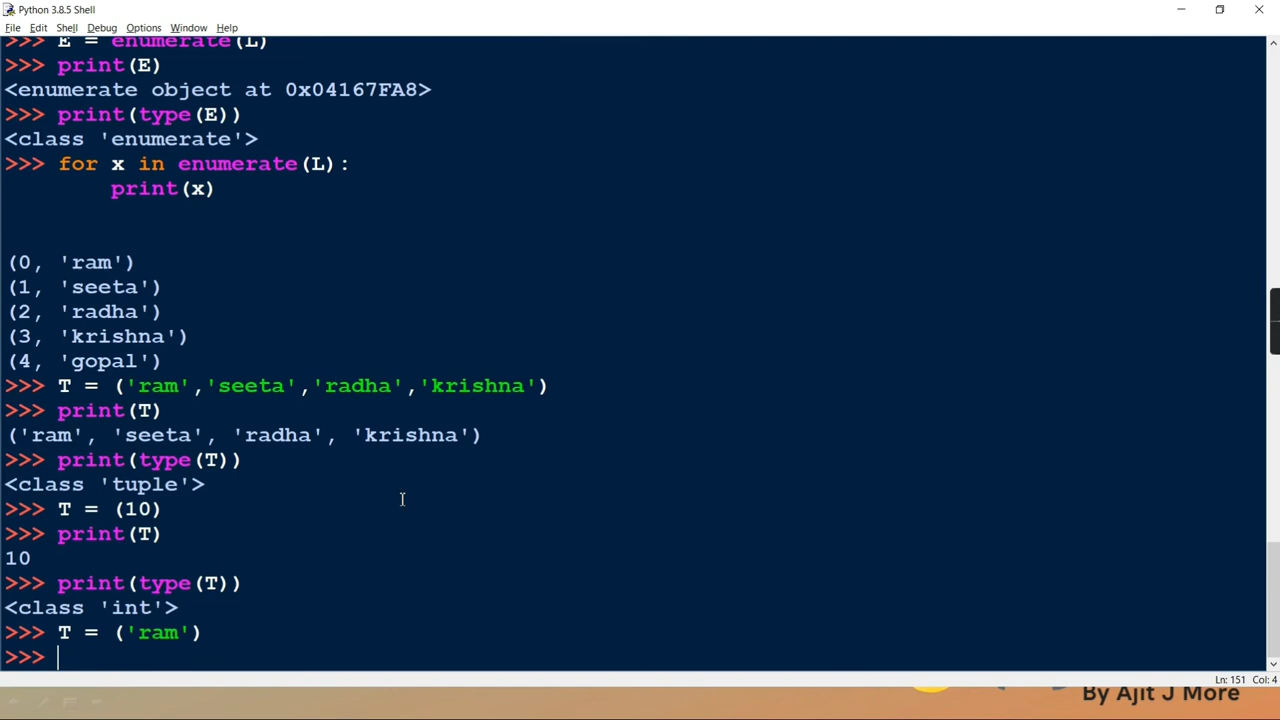 Python 3.8.5 Shell
File Edit Shell Debug Options Window Help
>>> E = enumerate(L)
>>> print(E)
<enumerate object at 0x04167FA8>
>>> print(type(E))
<class 'enumerate'>
>>> for x in enumerate(L):
        print(x)
(0, 'ram')
(1, 'seeta')
(2, 'radha')
(3, 'krishna')
(4, 'gopal')
>>> T = ('ram','seeta','radha','krishna')
>>> print(T)
('ram', 'seeta', 'radha', 'krishna')
>>> print(type(T))
<class 'tuple'>
>>> T = (10)
>>> print(T)
10
>>> print(type(T))
<class 'int'>
>>> T = ('ram')
>>>
Ln: 151 Col: 4
By Ajit J More